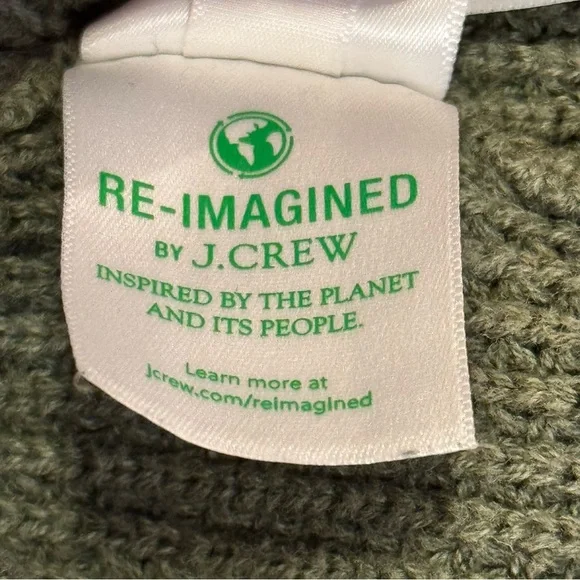 RE-IMAGINED
BY J.CREW
INSPIRED BY THE PLANET
AND ITS PEOPLE.
Learn more at
jcrew.com/reimagined